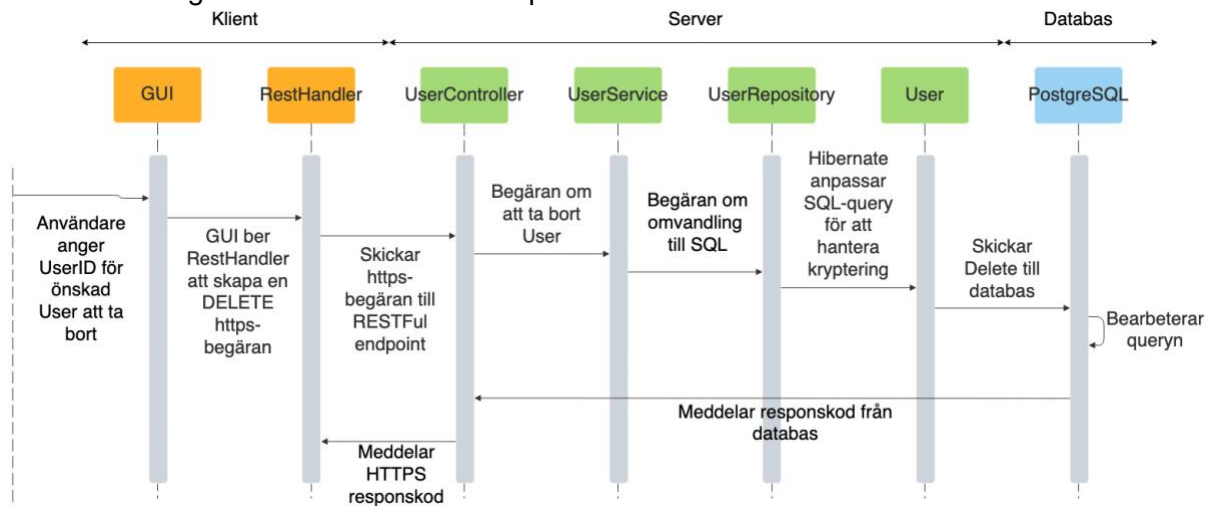 Klient
Server
Databas
GUI
RestHandler
UserController
UserService
UserRepository
User
PostgreSQL
Användare
anger
UserID för
önskad
User att ta
bort
GUI ber
RestHandler
att skapa en
DELETE
https-
begäran
Skickar
https-
begäran till
RESTFul
endpoint
Begäran om
att ta bort
User
Begäran om
omvandling
till SQL
Hibernate
anpassar
SQL-query
för att
hantera
kryptering
Skickar
Delete till
databas
Bearbeterar
queryn
Meddelar responskod från
databas
Meddelar
HTTPS
responskod